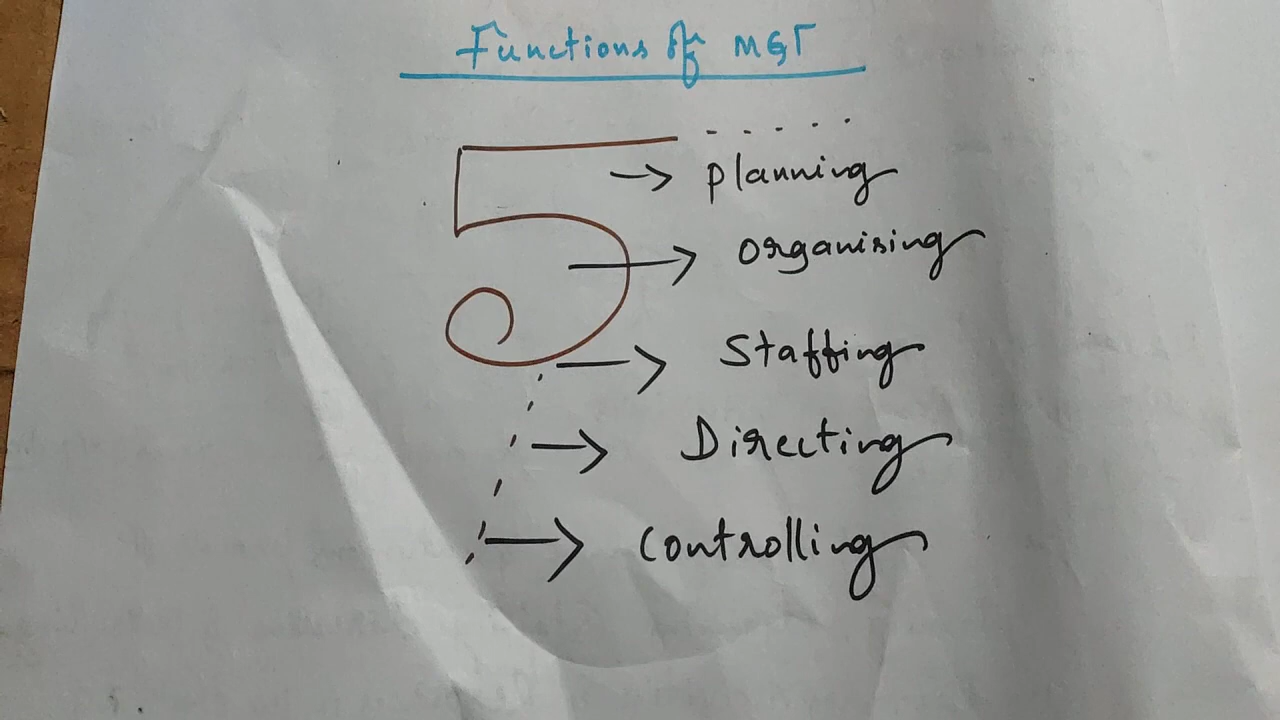 Functions of MGT
5
planning
organising
Staffing
Directing
Controlling